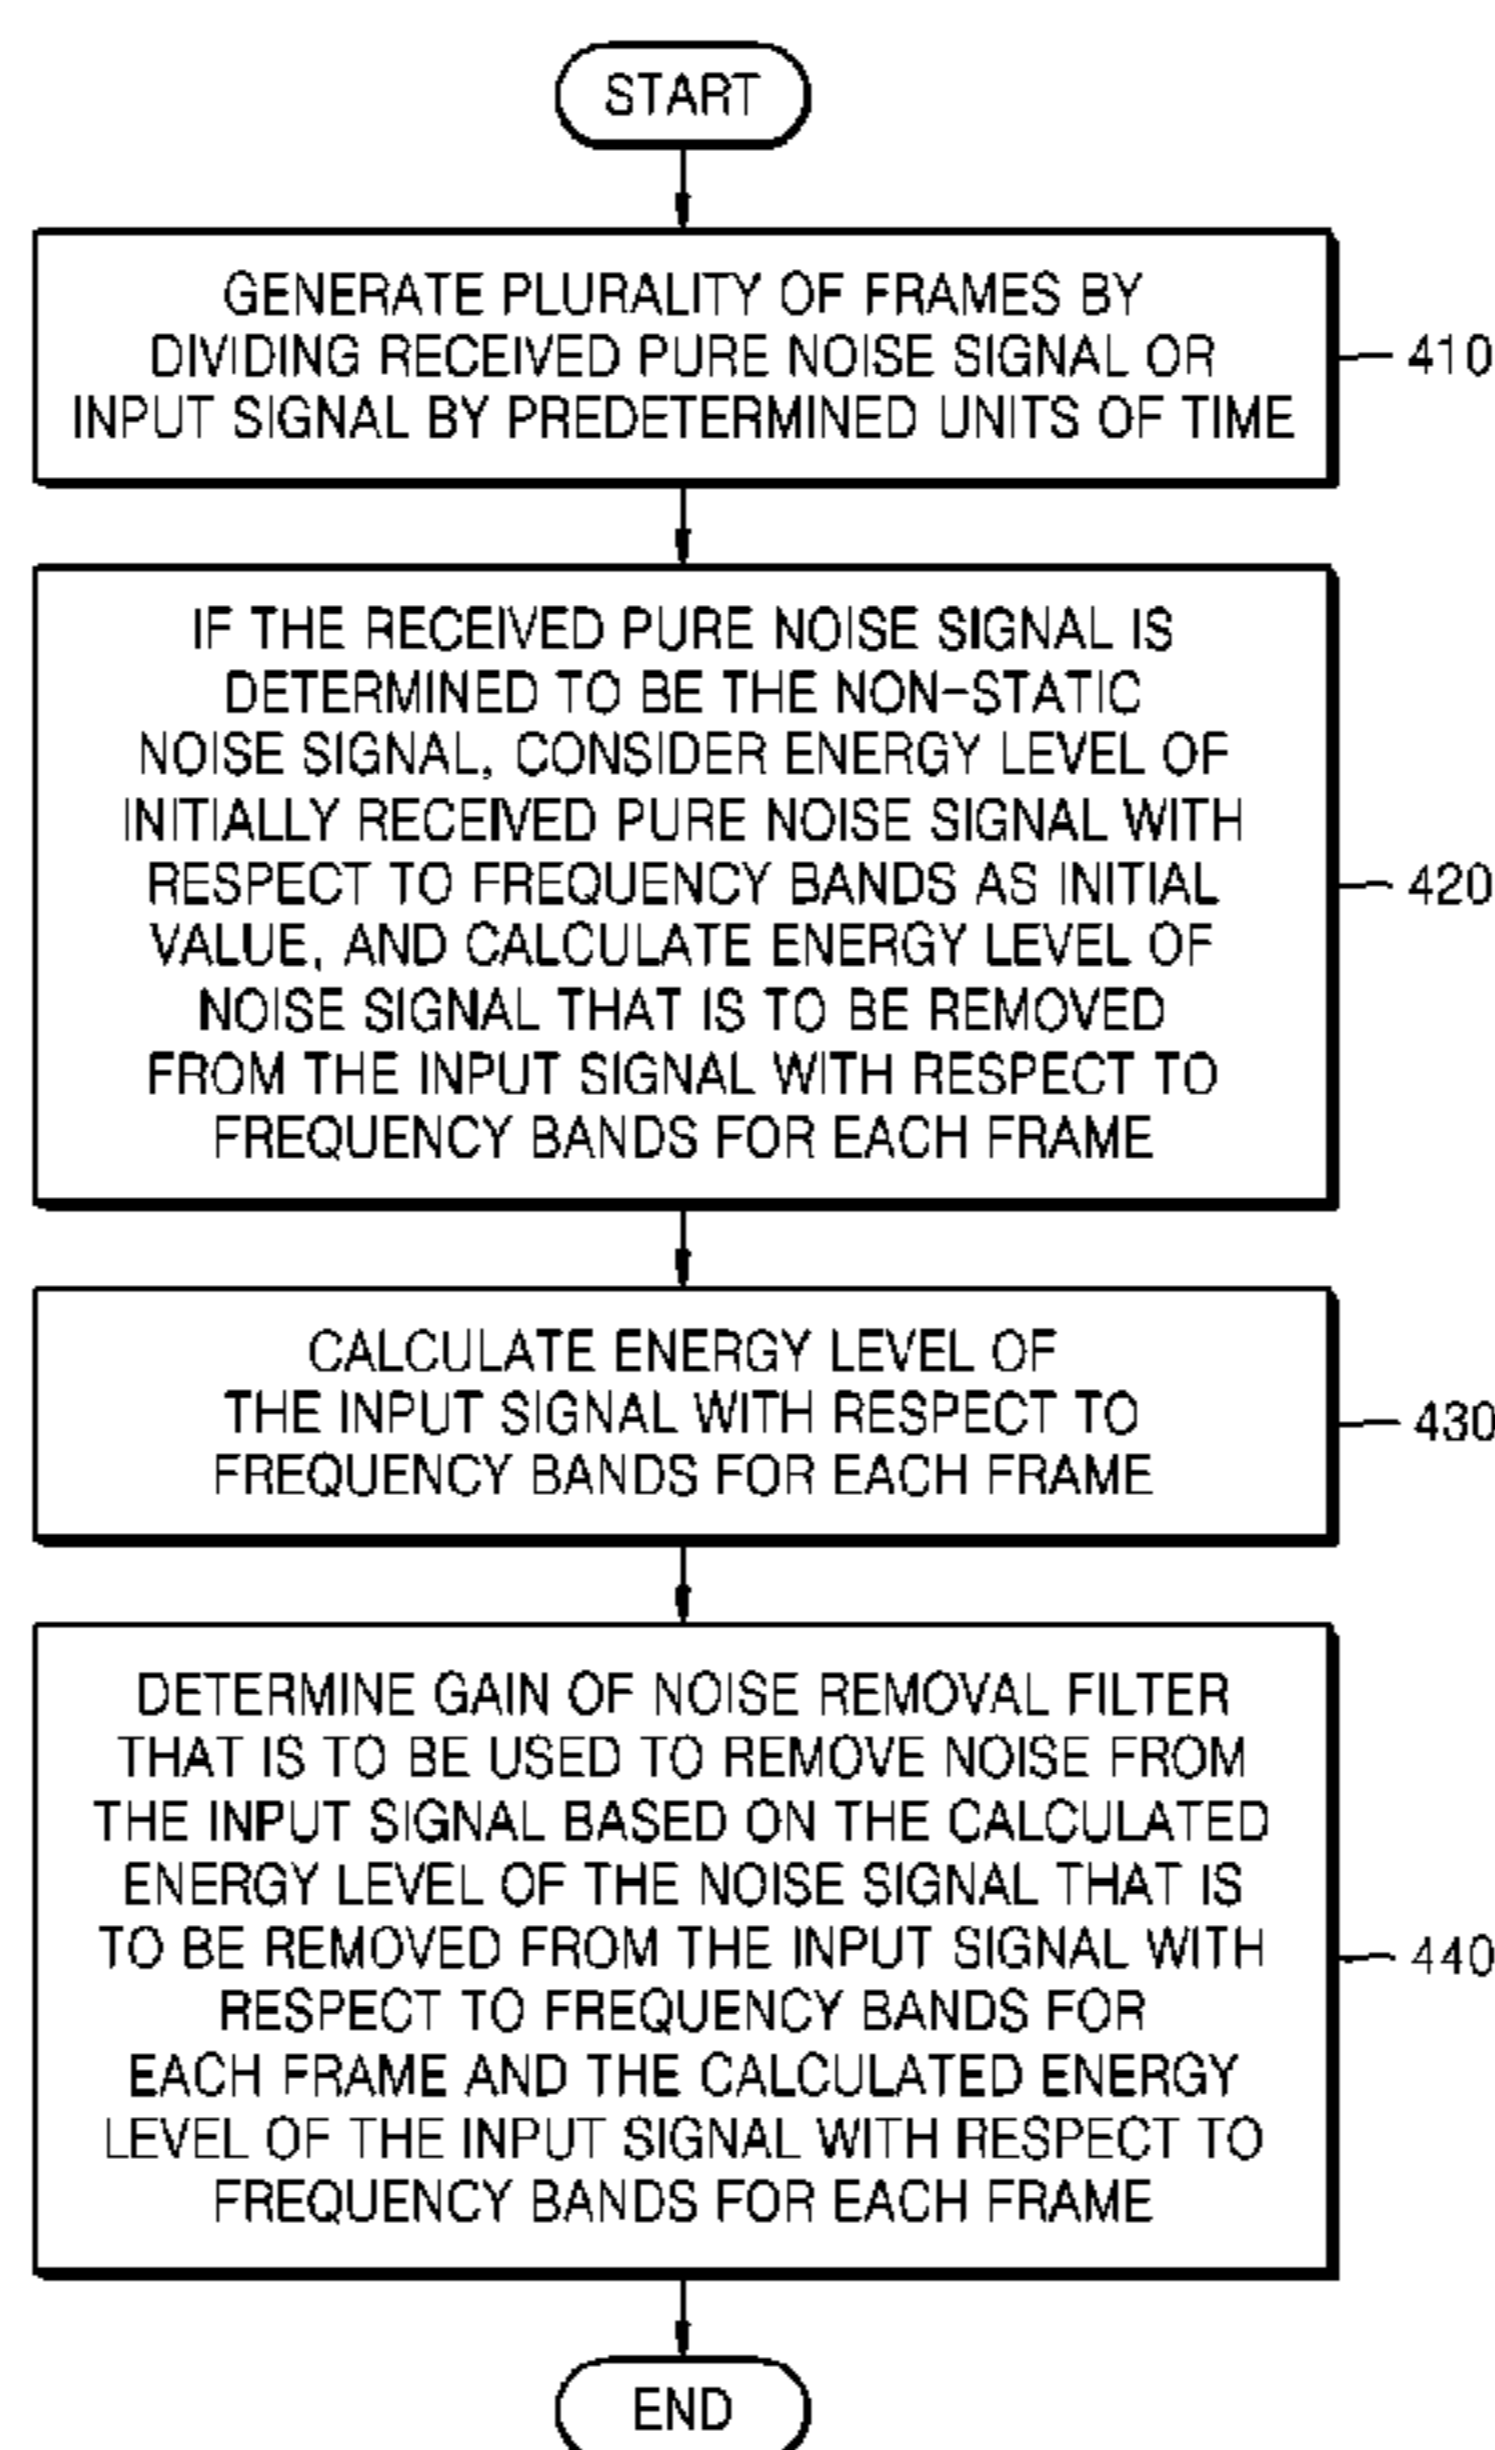 START
GENERATE PLURALITY OF FRAMES BY
DIVIDING RECEIVED PURE NOISE SIGNAL OR
INPUT SIGNAL BY PREDETERMINED UNITS OF TIME
410
IF THE RECEIVED PURE NOISE SIGNAL IS
DETERMINED TO BE THE NON-STATIC
NOISE SIGNAL, CONSIDER ENERGY LEVEL OF
INITIALLY RECEIVED PURE NOISE SIGNAL WITH
RESPECT TO FREQUENCY BANDS AS INITIAL
VALUE, AND CALCULATE ENERGY LEVEL OF
NOISE SIGNAL THAT IS TO BE REMOVED
FROM THE INPUT SIGNAL WITH RESPECT TO
FREQUENCY BANDS FOR EACH FRAME
420
CALCULATE ENERGY LEVEL OF
THE INPUT SIGNAL WITH RESPECT TO
FREQUENCY BANDS FOR EACH FRAME
430
DETERMINE GAIN OF NOISE REMOVAL FILTER
THAT IS TO BE USED TO REMOVE NOISE FROM
THE INPUT SIGNAL BASED ON THE CALCULATED
ENERGY LEVEL OF THE NOISE SIGNAL THAT IS
TO BE REMOVED FROM THE INPUT SIGNAL WITH
RESPECT TO FREQUENCY BANDS FOR
EACH FRAME AND THE CALCULATED ENERGY
LEVEL OF THE INPUT SIGNAL WITH RESPECT TO
FREQUENCY BANDS FOR EACH FRAME
440
END